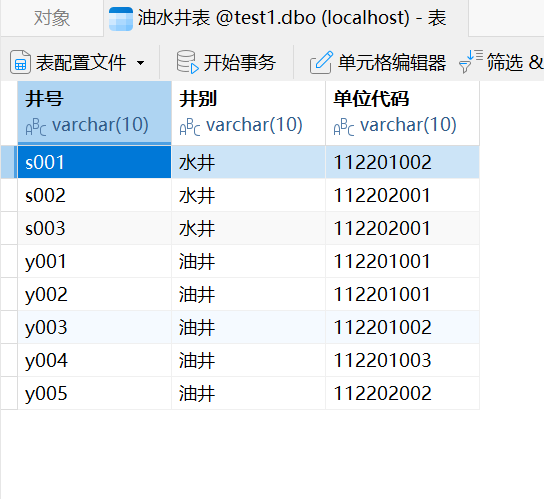 对象 油水井表 @test1.dbo (localhost) - 表
表配置文件 开始事务 单元格编辑器 筛选 &
井号 井别 单位代码
ABC varchar(10) ABC varchar(10) ABC varchar(10)
s001 水井 112201002
s002 水井 112202001
s003 水井 112202001
y001 油井 112201001
y002 油井 112201001
y003 油井 112201002
y004 油井 112201003
y005 油井 112202002